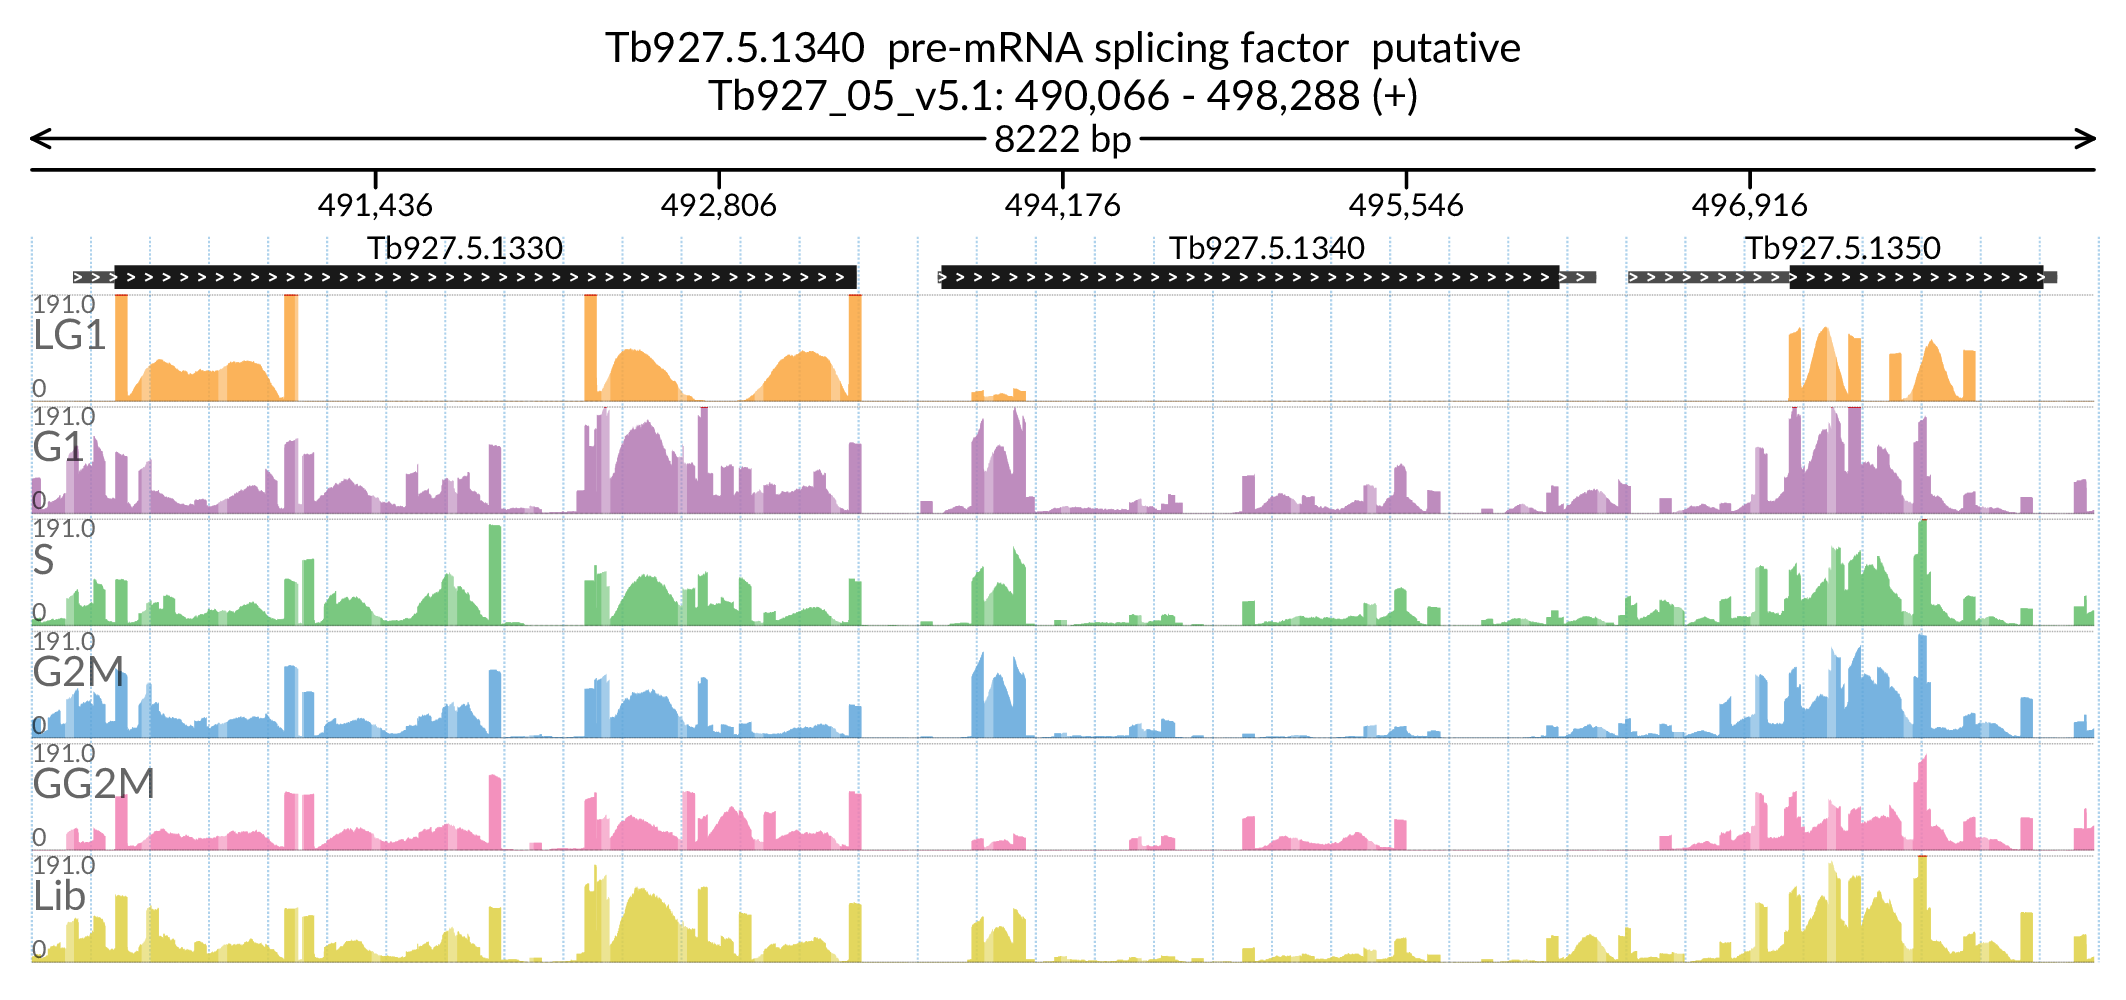 Tb927.5.1340  pre-mRNA splicing factor  putative
Tb927_05_v5.1: 490,066 - 498,288 (+)
8222 bp
491,436 492,806 494,176 495,546 496,916
Tb927.5.1330 Tb927.5.1340 Tb927.5.1350
191.0
LG1
0
191.0
G1
0
191.0
S
0
191.0
G2M
0
191.0
GG2M
0
191.0
Lib
0